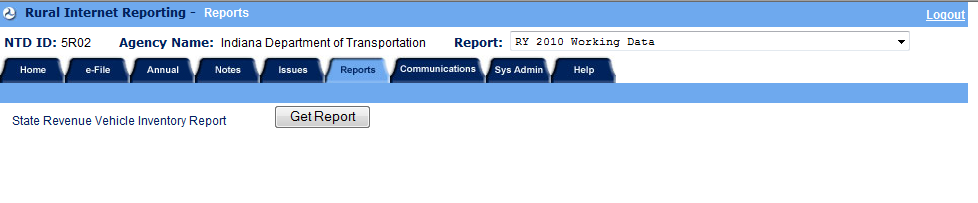 Rural Internet Reporting - Reports Logout
NTD ID: 5R02 Agency Name: Indiana Department of Transportation Report: RY 2010 Working Data
Home e-File Annual Notes Issues Reports Communications Sys Admin Help
State Revenue Vehicle Inventory Report Get Report